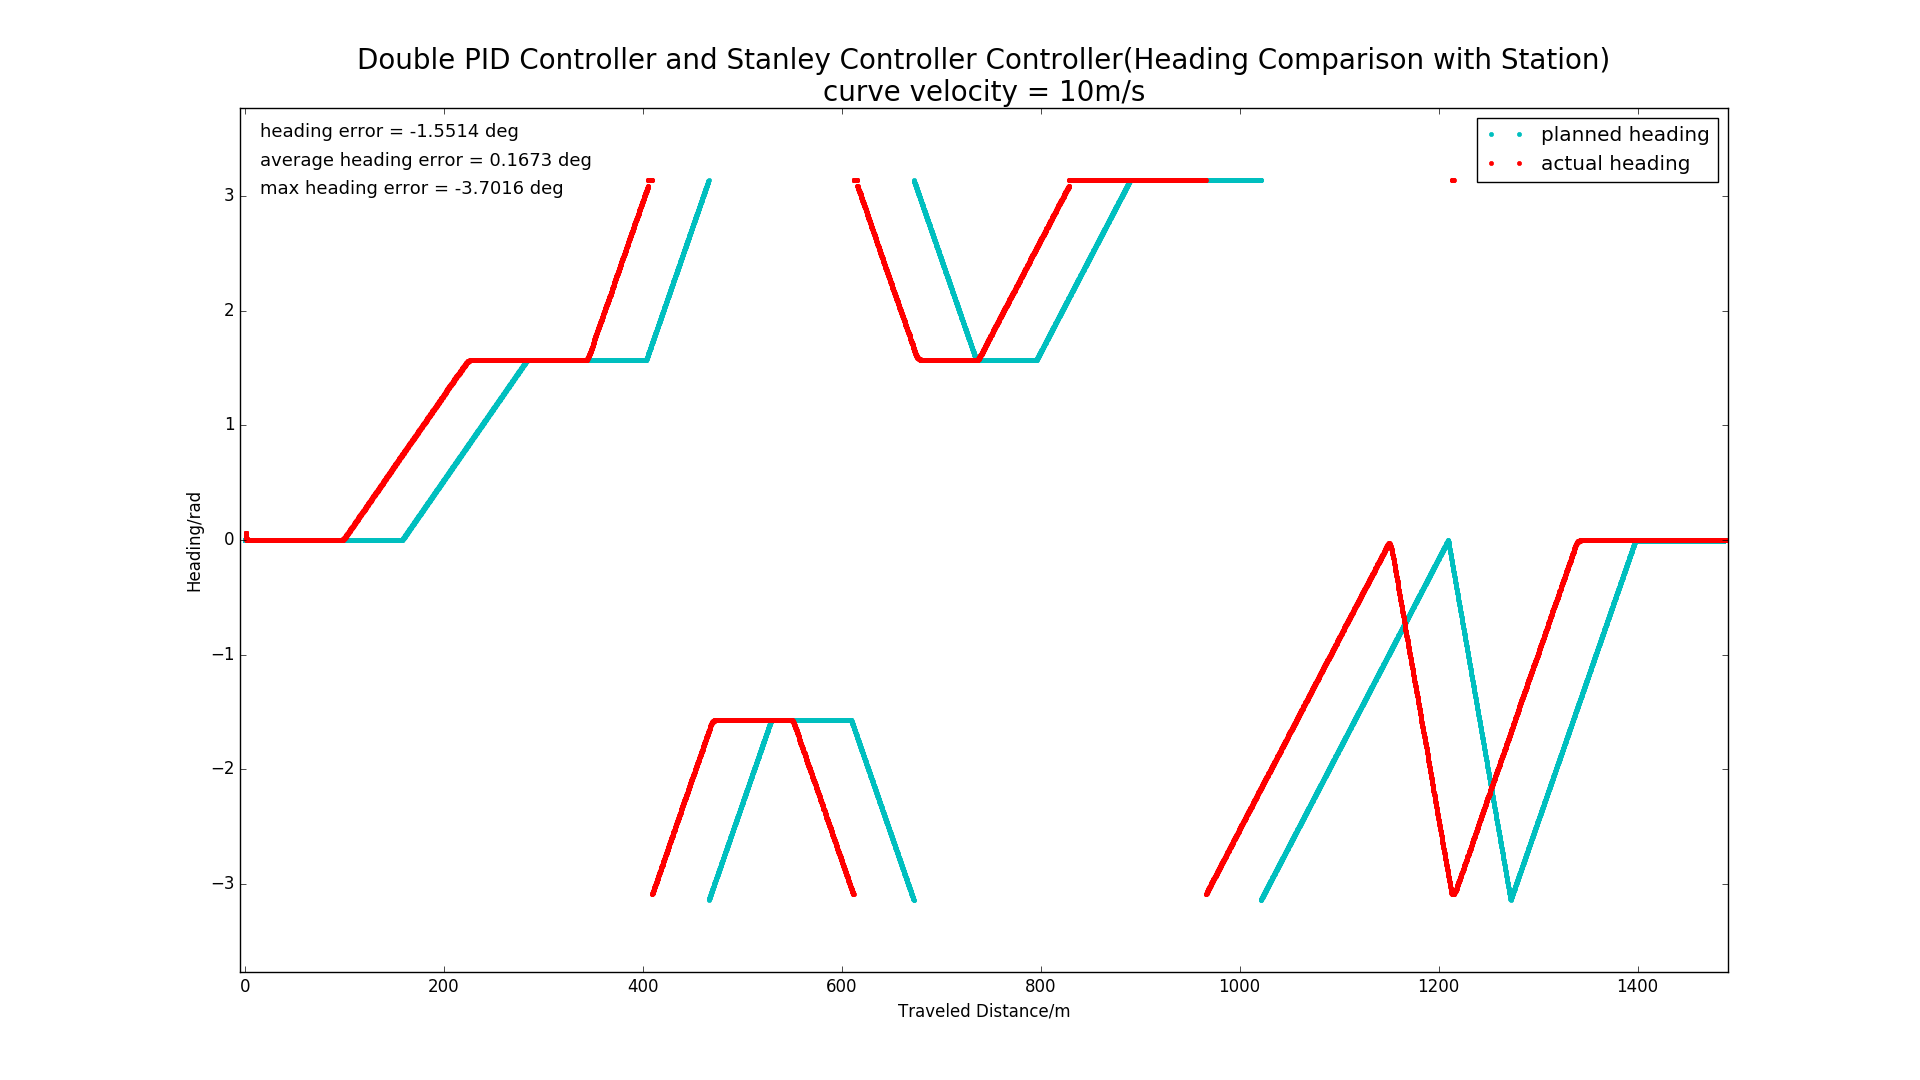 Double PID Controller and Stanley Controller Controller(Heading Comparison with Station)
curve velocity = 10m/s
heading error = -1.5514 deg
average heading error = 0.1673 deg
max heading error = -3.7016 deg
planned heading
actual heading
3
2
1
0
−1
−2
−3
Heading/rad
0
200
400
600
800
1000
1200
1400
Traveled Distance/m